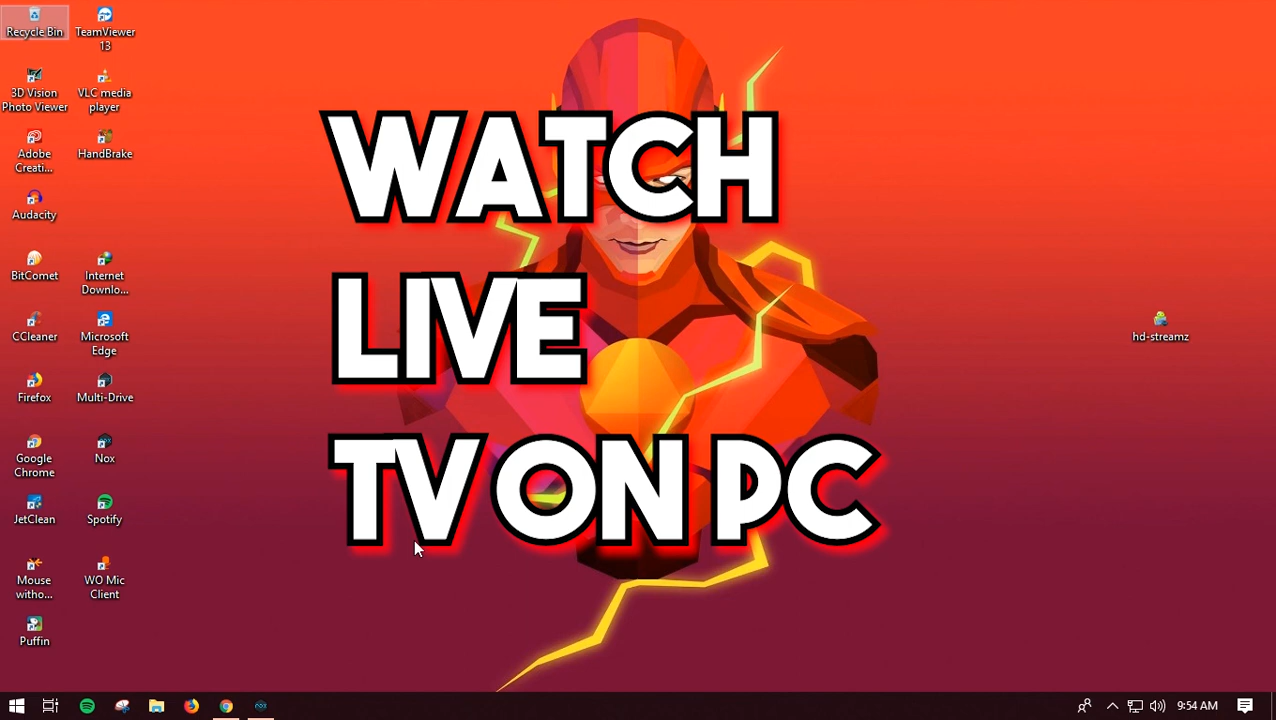 Recycle Bin
TeamViewer
13
3D Vision
Photo Viewer
VLC media
player
Adobe
Creati...
HandBrake
Audacity
BitComet
Internet
Downlo...
CCleaner
Microsoft
Edge
Firefox
Multi-Drive
Google
Chrome
Nox
JetClean
Spotify
Mouse
witho...
WO Mic
Client
Puffin
WATCH
LIVE
TV ON PC
hd-streamz
9:54 AM